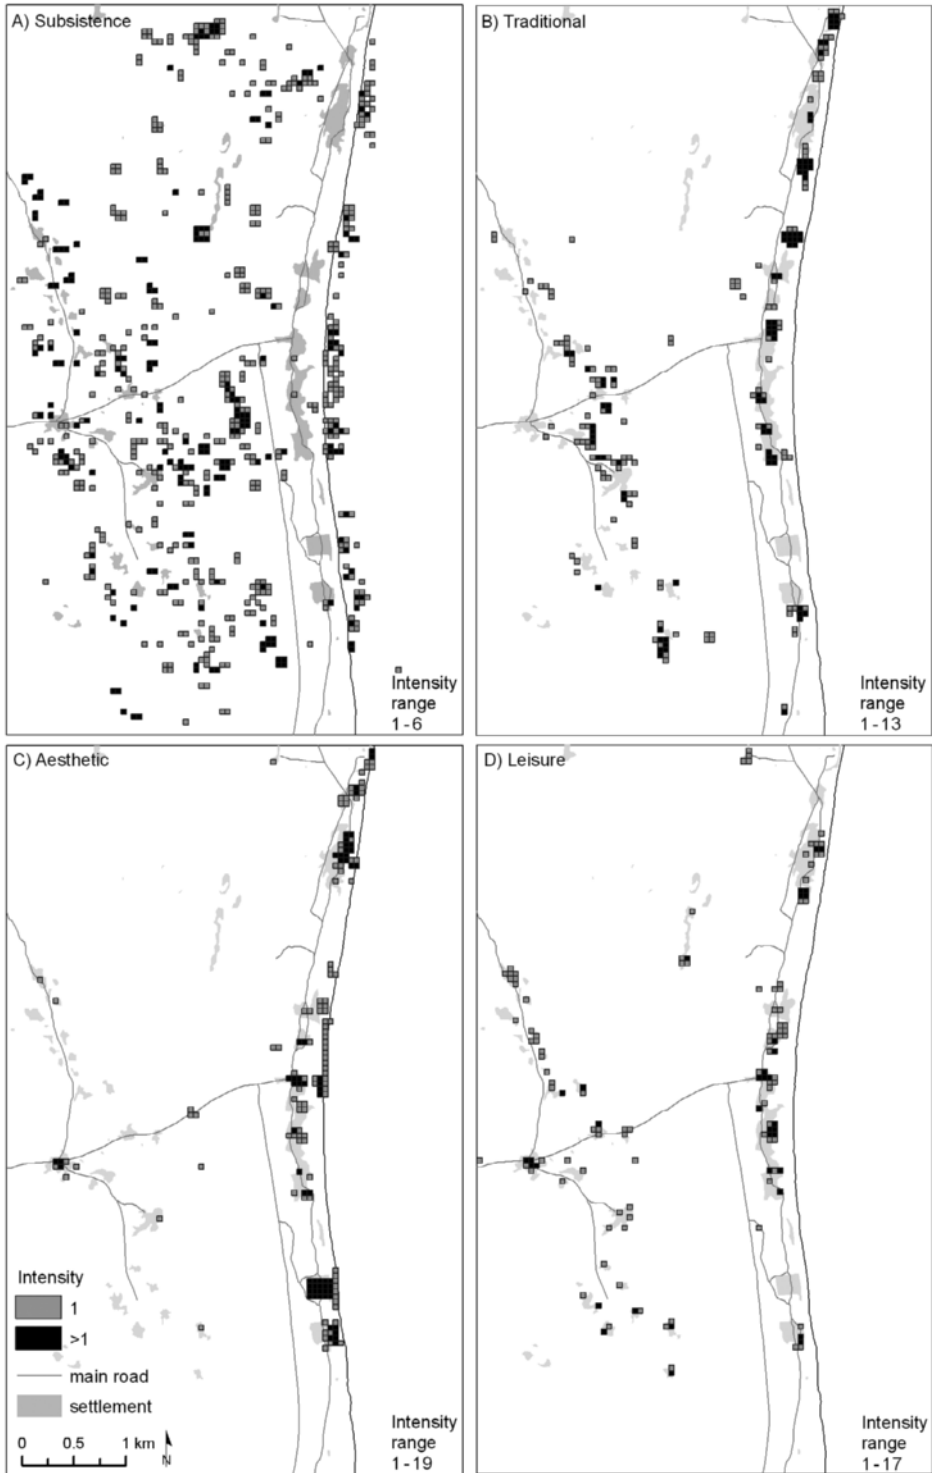 A) Subsistence
Intensity
range
1 - 6
B) Traditional
Intensity
range
1 - 13
C) Aesthetic
Intensity
1
>1
main road
settlement
0 0.5 1 km
N
Intensity
range
1 - 19
D) Leisure
Intensity
range
1 - 17